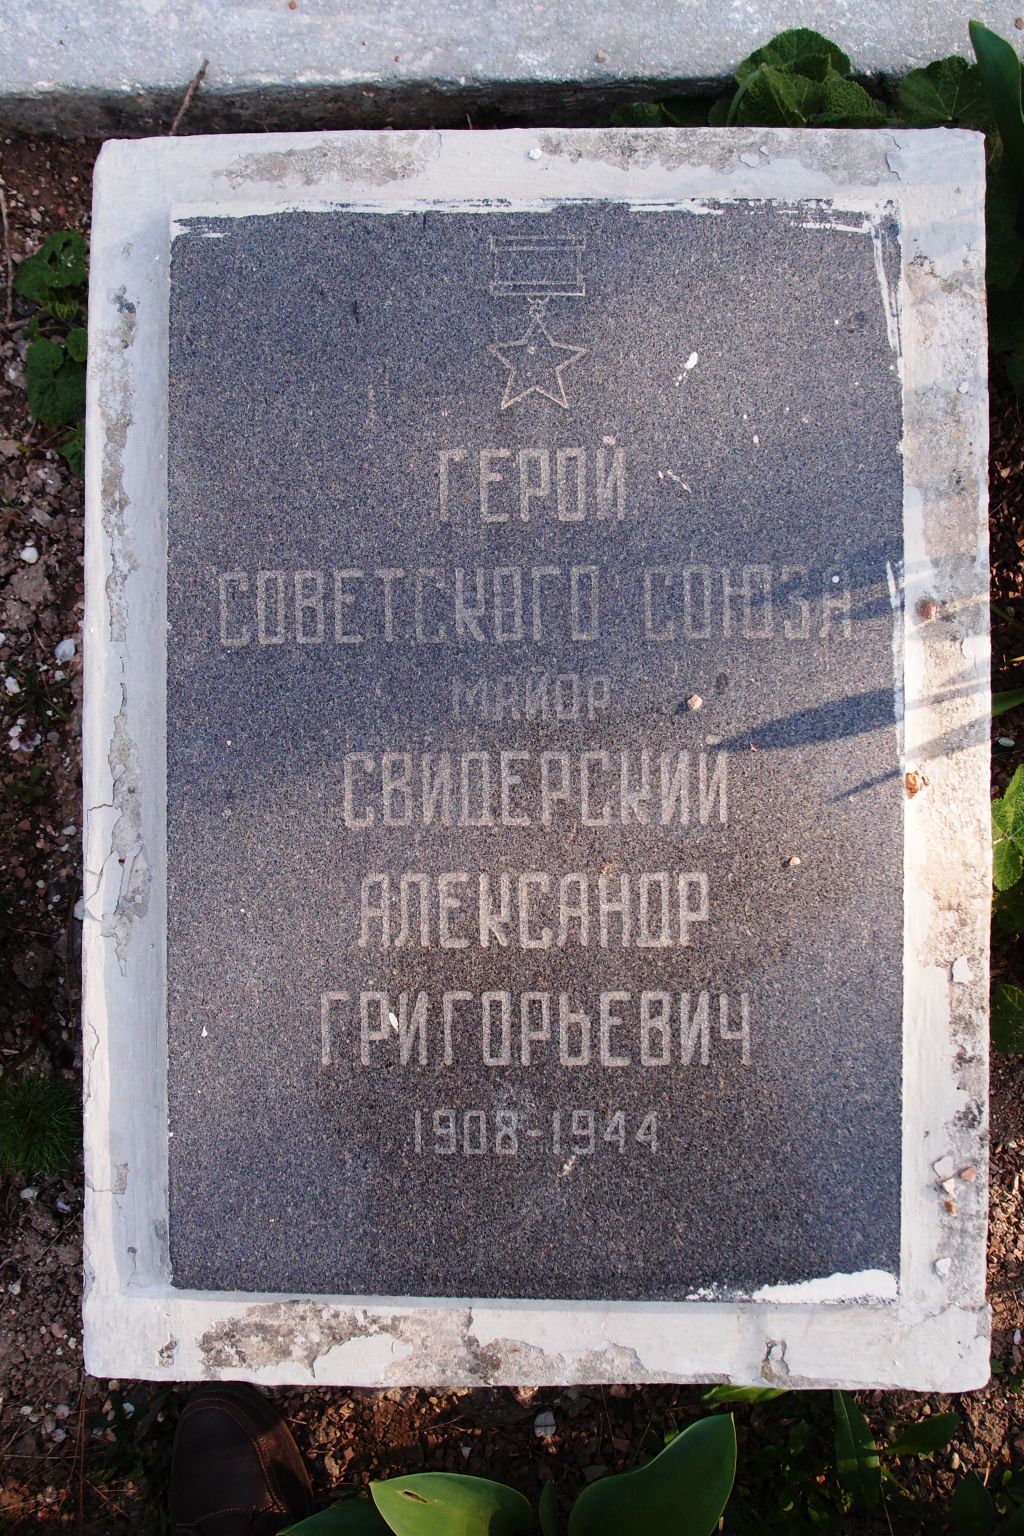 ГЕРОЙ
СОВЕТСКОГО СОЮЗА
МАЙОР
СВИДЕРСКИЙ
АЛЕКСАНДР
ГРИГОРЬЕВИЧ
1908-1944